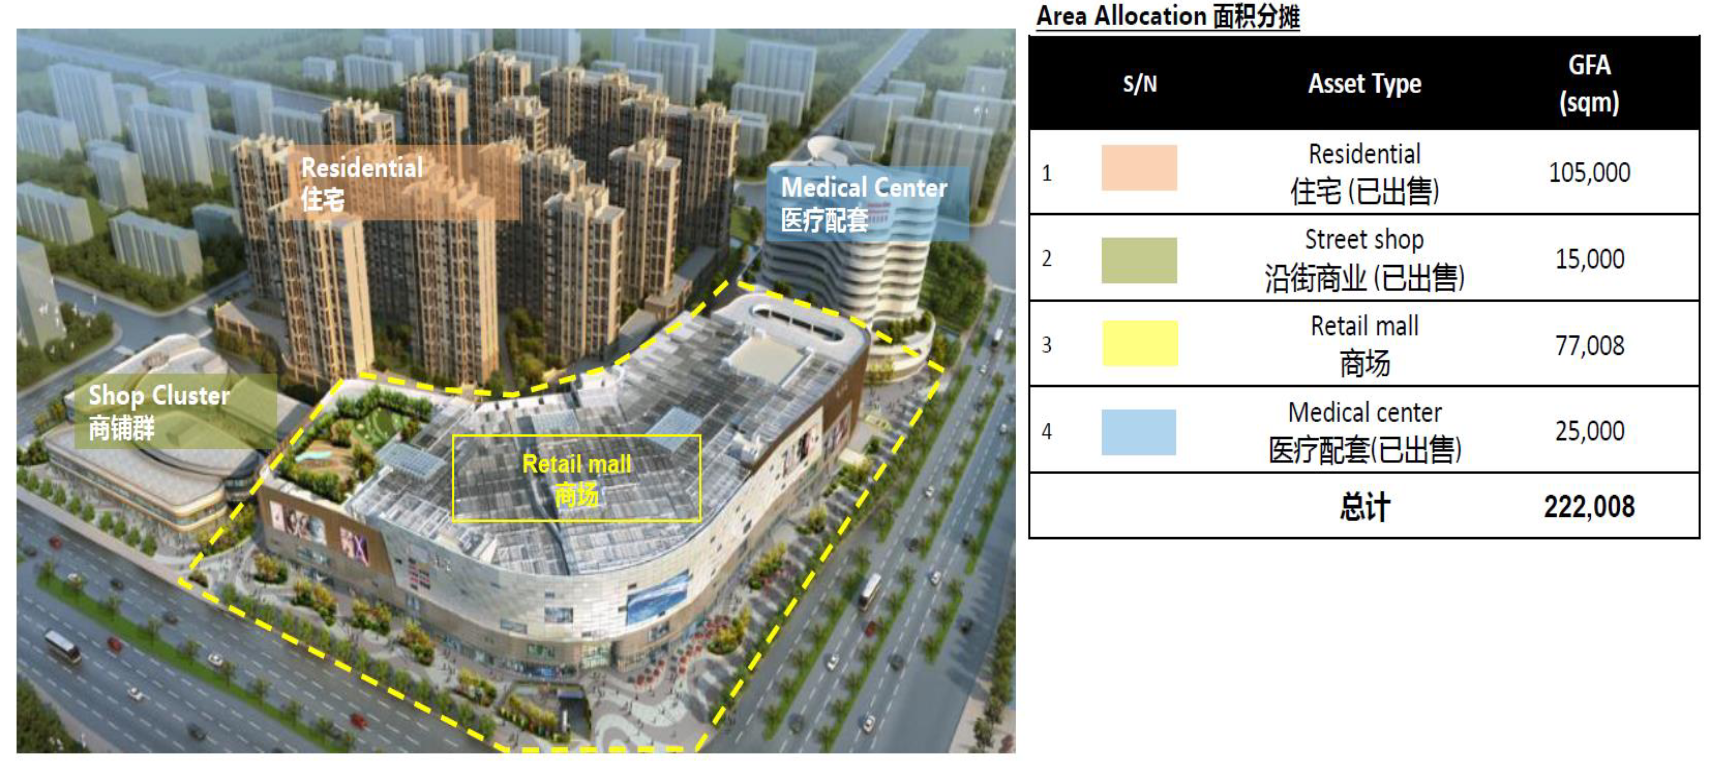 Residential
住宅
Medical Center
医疗配套
Shop Cluster
商铺群
Retail mall
商场
Area Allocation 面积分摊
S/N Asset Type GFA
(sqm)
1 Residential 105,000
住宅 (已出售)
2 Street shop 15,000
沿街商业 (已出售)
3 Retail mall 77,008
商场
4 Medical center 25,000
医疗配套(已出售)
总计 222,008